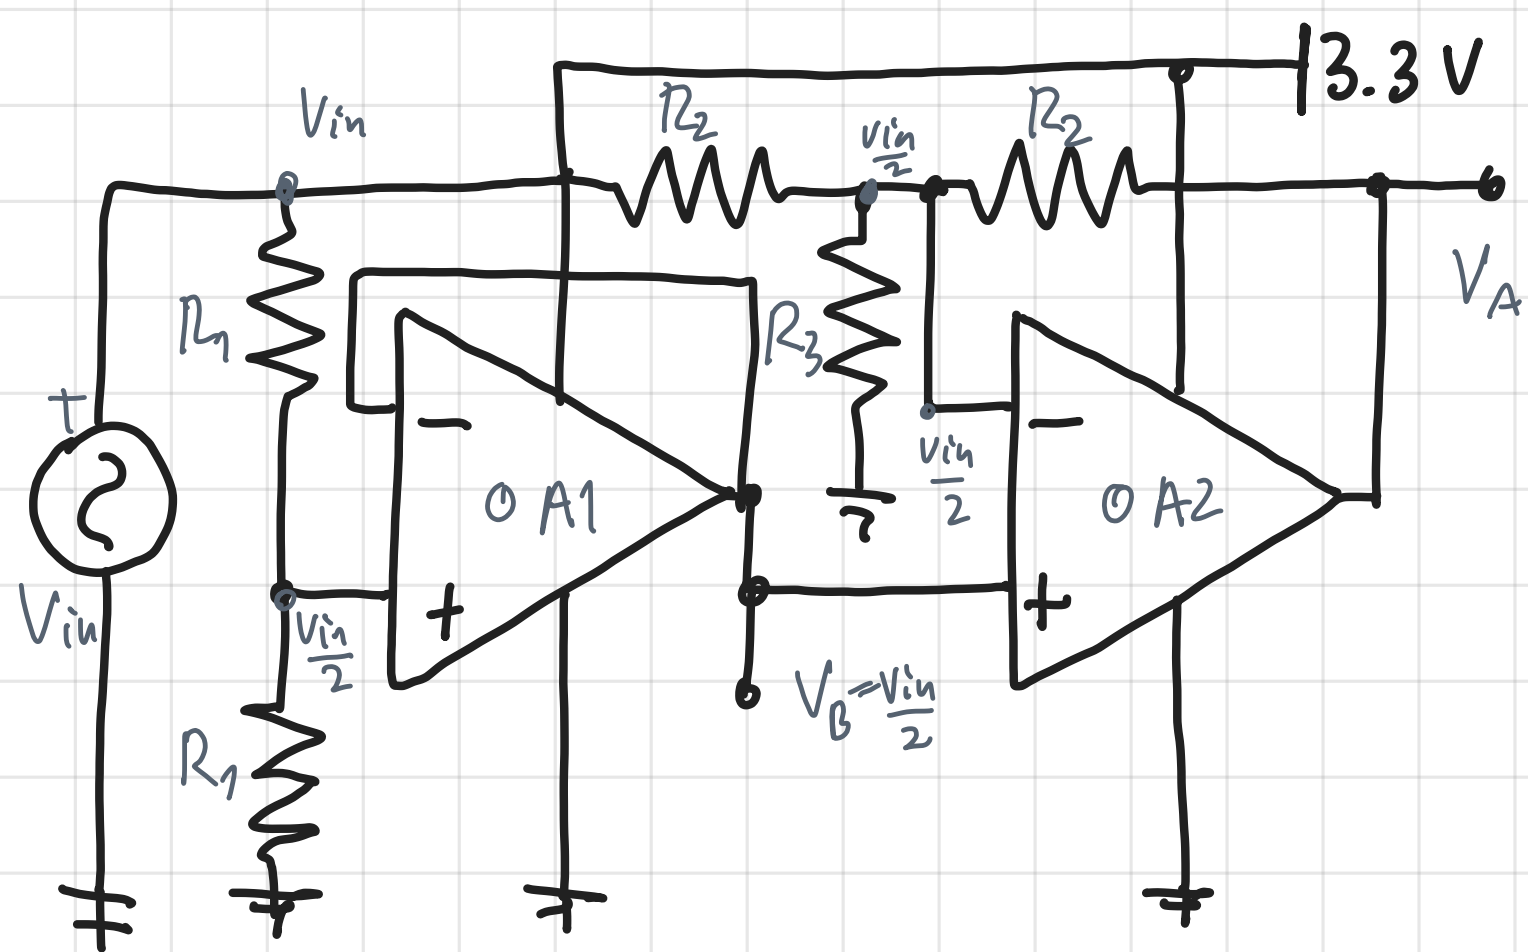 3.3 V
Vin
R2
vin/2
R2
VA
R1
R3
+
−
−
vin/2
OA1
OA2
Vin
+
+
vin/2
VB=vin/2
R1